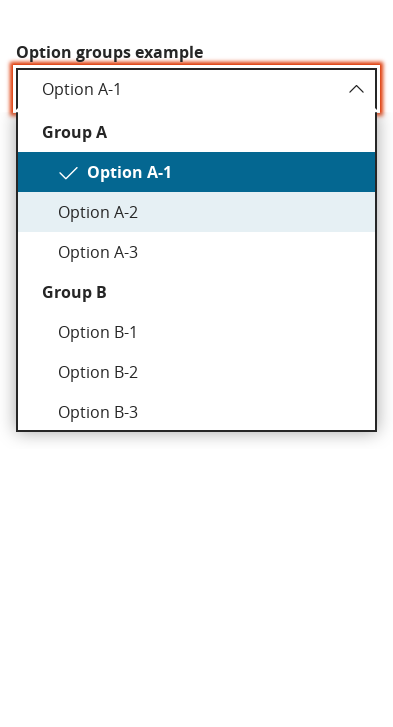 Option groups example
Option A-1
Group A
Option A-1
Option A-2
Option A-3
Group B
Option B-1
Option B-2
Option B-3